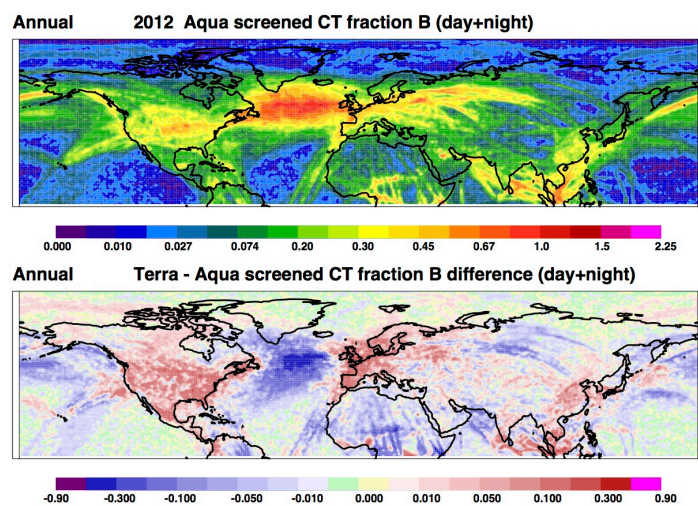 Annual 2012 Aqua screened CT fraction B (day+night)
0.000 0.010 0.027 0.074 0.20 0.30 0.45 0.67 1.0 1.5 2.25
Annual Terra - Aqua screened CT fraction B difference (day+night)
-0.90 -0.300 -0.100 -0.050 -0.010 0.000 0.010 0.050 0.100 0.300 0.90